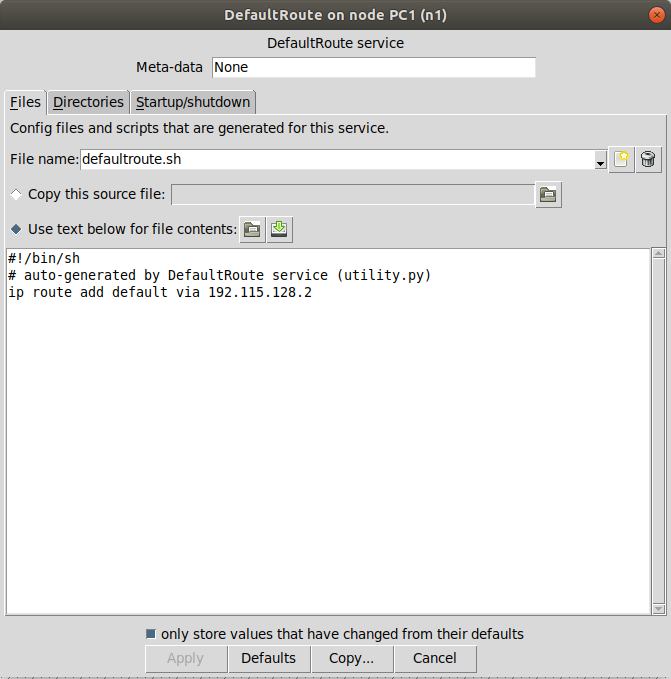 DefaultRoute on node PC1 (n1)
DefaultRoute service
Meta-data None
Files Directories Startup/shutdown
Config files and scripts that are generated for this service.
File name: defaultroute.sh
Copy this source file:
Use text below for file contents:
#!/bin/sh
# auto-generated by DefaultRoute service (utility.py)
ip route add default via 192.115.128.2
only store values that have changed from their defaults
Apply Defaults Copy... Cancel